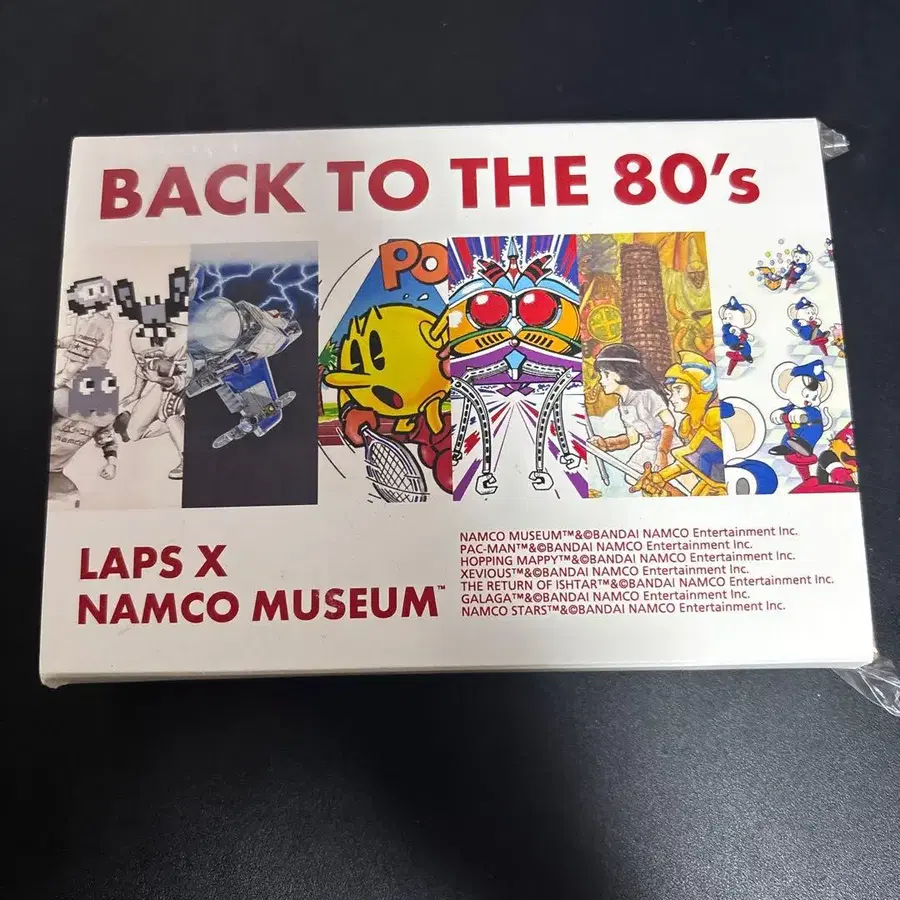 BACK TO THE 80's
PO
namco
LAPS X
NAMCO MUSEUM™
NAMCO MUSEUM™&©BANDAI NAMCO Entertainment Inc.
PAC-MAN™&©BANDAI NAMCO Entertainment Inc.
HOPPING MAPPY™&©BANDAI NAMCO Entertainment Inc.
XEVIOUS™&©BANDAI NAMCO Entertainment Inc.
THE RETURN OF ISHTAR™&©BANDAI NAMCO Entertainment Inc.
GALAGA™&©BANDAI NAMCO Entertainment Inc.
NAMCO STARS™&©BANDAI NAMCO Entertainment Inc.